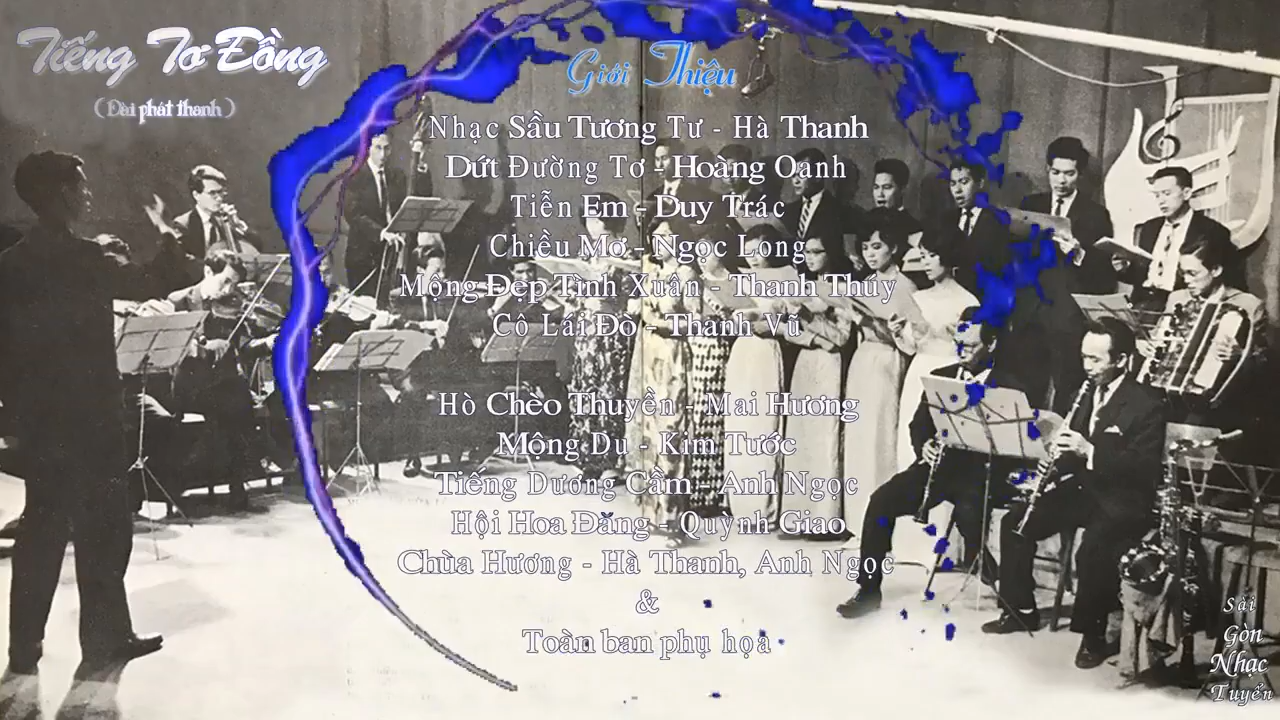 Tiếng Tơ Đồng
( Đài phát thanh )
Giới Thiệu
Nhạc Sầu Tương Tư - Hà Thanh
Dứt Đường Tơ - Hoàng Oanh
Tiễn Em - Duy Trác
Chiều Mơ - Ngọc Long
Mộng Đẹp Tình Xuân - Thanh Thúy
Cô Lái Đò - Thanh Vũ
Hò Chèo Thuyền - Mai Hương
Mộng Du - Kim Tước
Tiếng Dương Cầm - Anh Ngọc
Hội Hoa Đăng - Quỳnh Giao
Chùa Hương - Hà Thanh, Anh Ngọc
&
Toàn ban phụ họa
Sài
Gòn
Nhạc
Tuyển